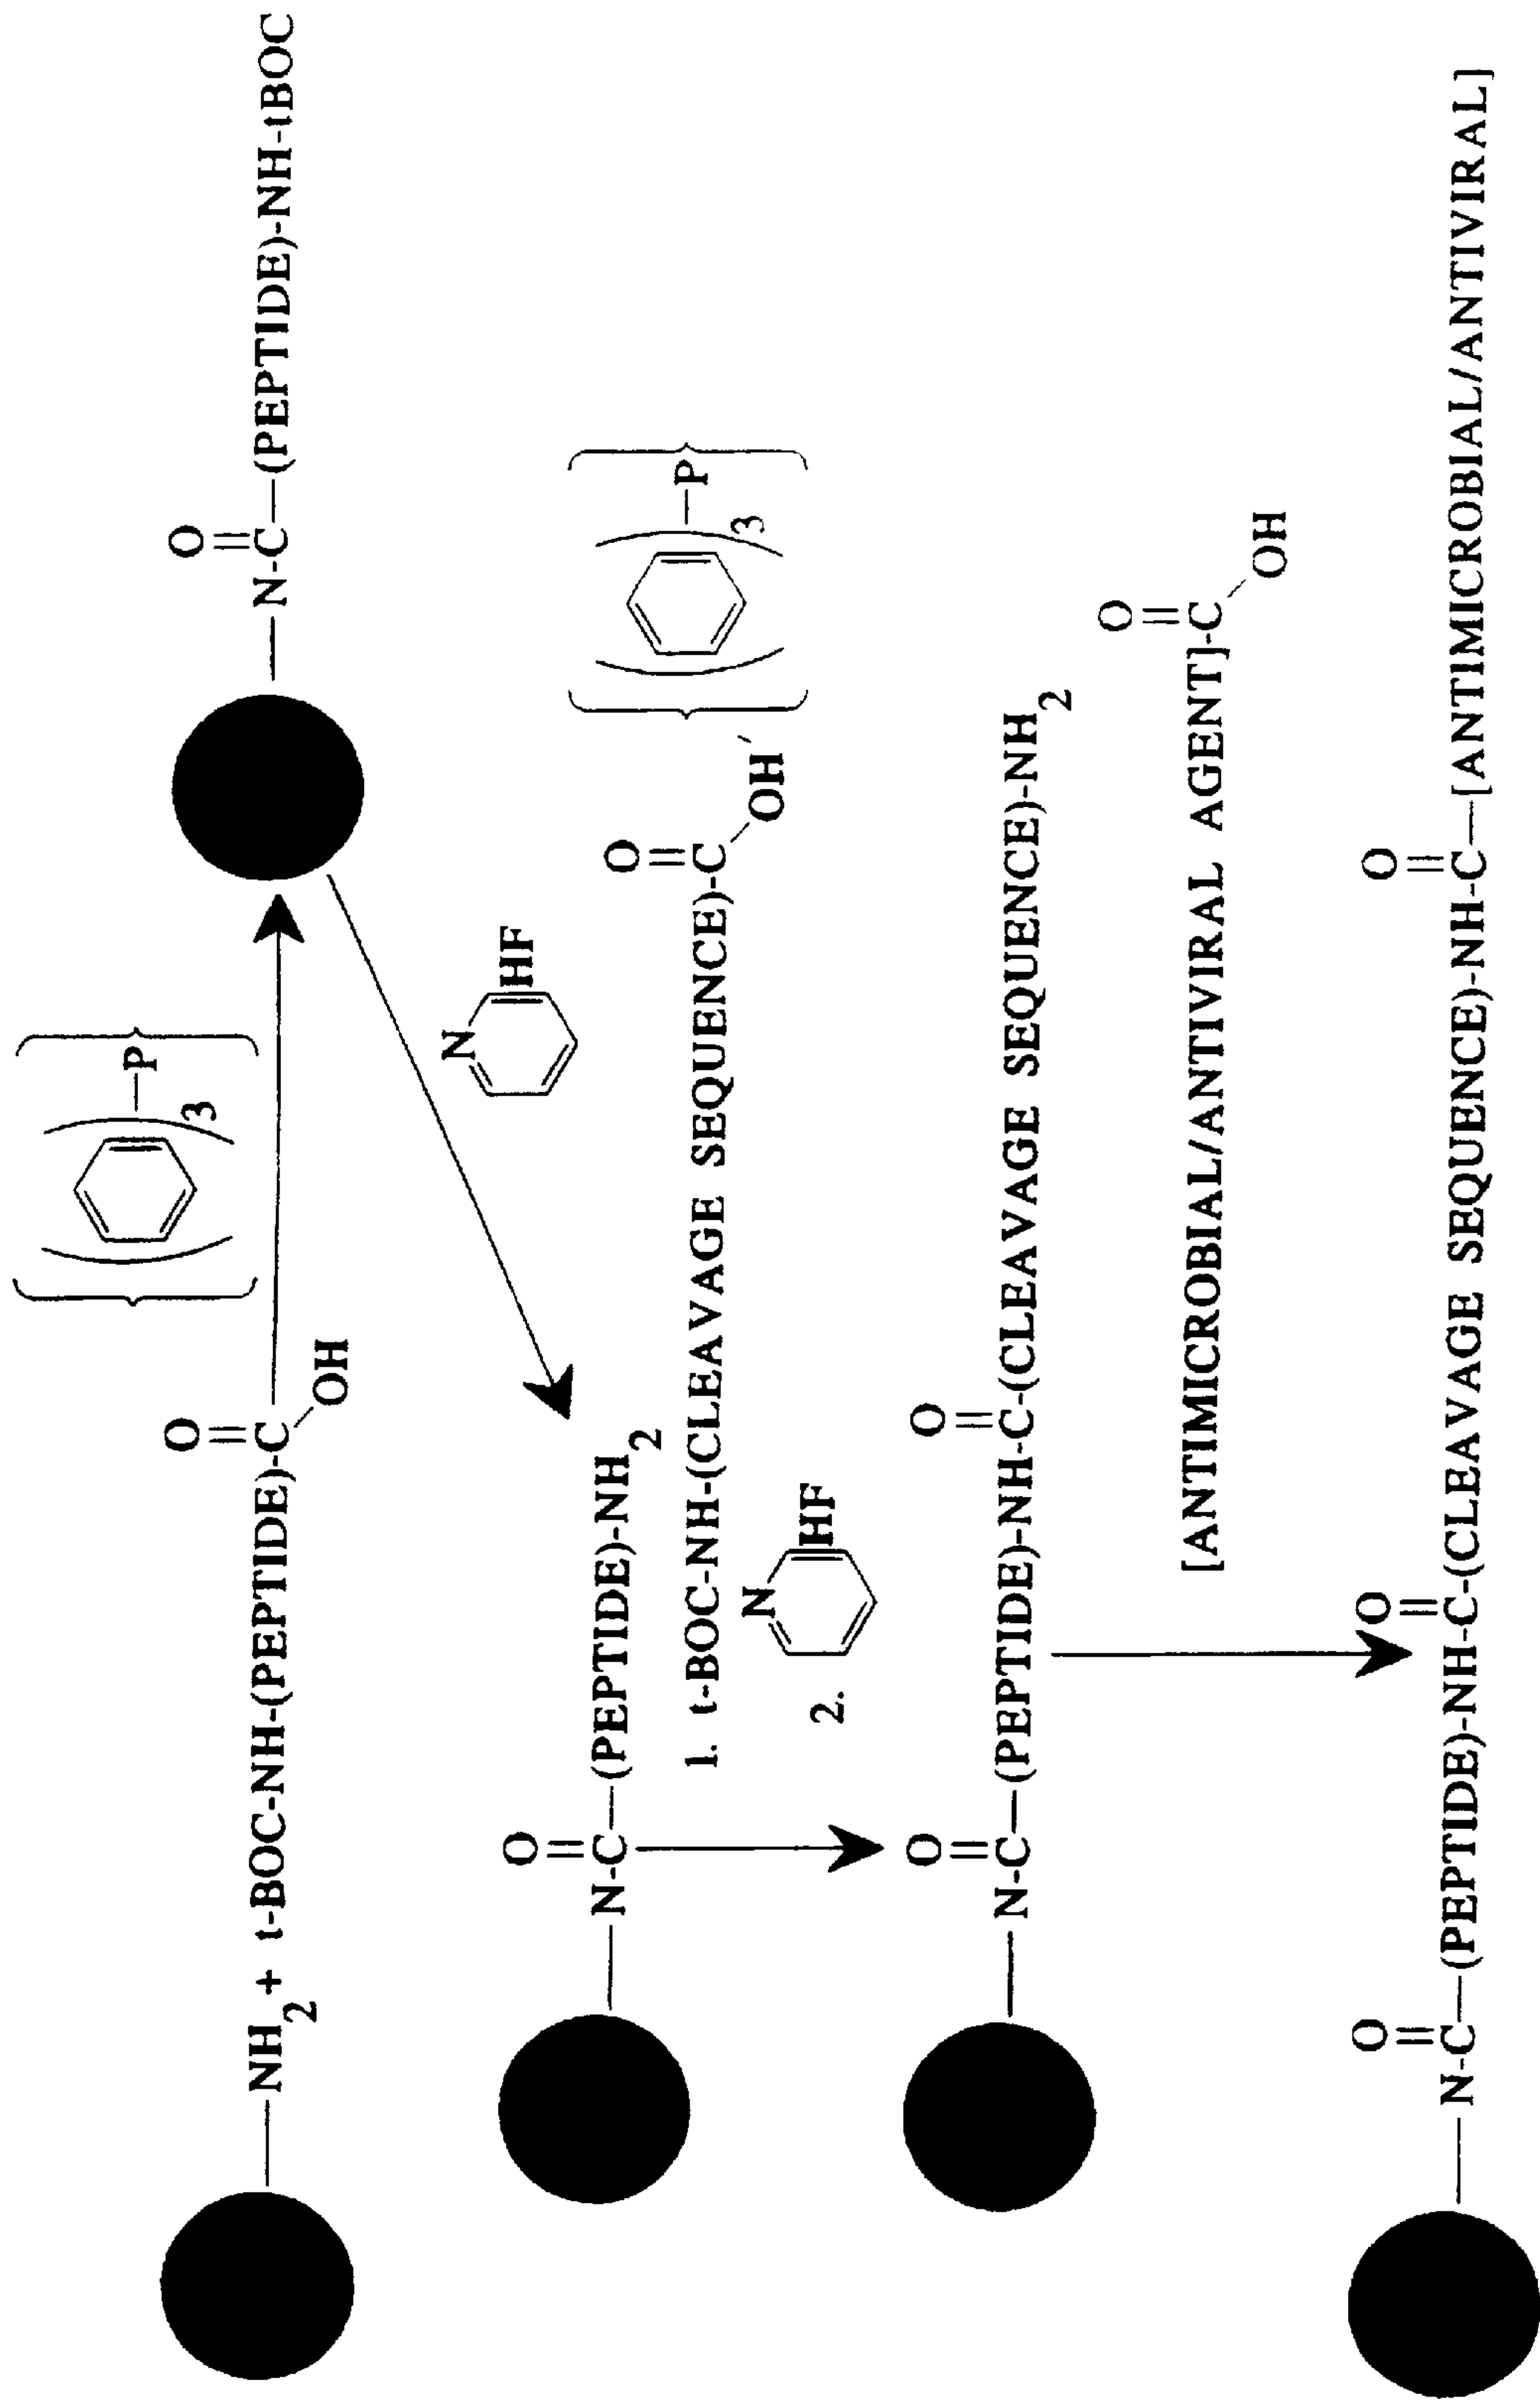 O
NH2 + t-BOC-NH-(PEPTIDE)-C
OH
( )3 —P
O
N-C—(PEPTIDE)-NH-tBOC
N
HF
O
N-C—(PEPTIDE)-NH2
1. t-BOC-NH-(CLEAVAGE SEQUENCE)-C
O
OH
( )3 —P
2.
N
HF
O
O
N-C—(PEPTIDE)-NH-C-(CLEAVAGE SEQUENCE)-NH2
O
[ANTIMICROBIAL/ANTIVIRAL AGENT]-C
OH
O
O
O
N-C—(PEPTIDE)-NH-C-(CLEAVAGE SEQUENCE)-NH-C—[ANTIMICROBIAL/ANTIVIRAL]